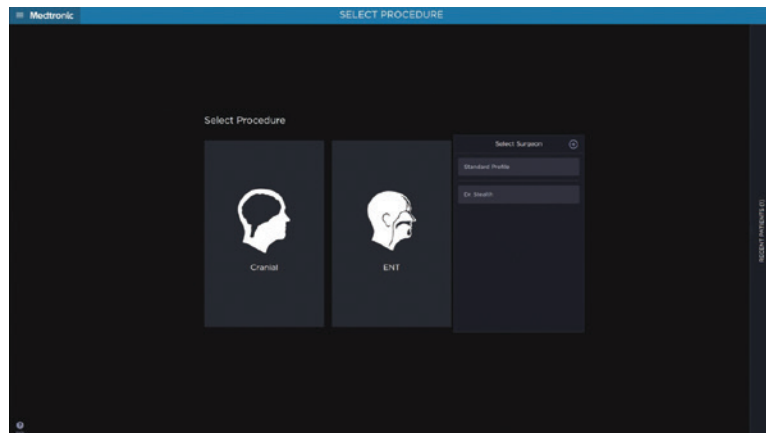 Medtronic
SELECT PROCEDURE
Select Procedure
Select Surgeon
Standard Profile
Dr. Stealth
Cranial
ENT
RECENT PATIENTS (1)